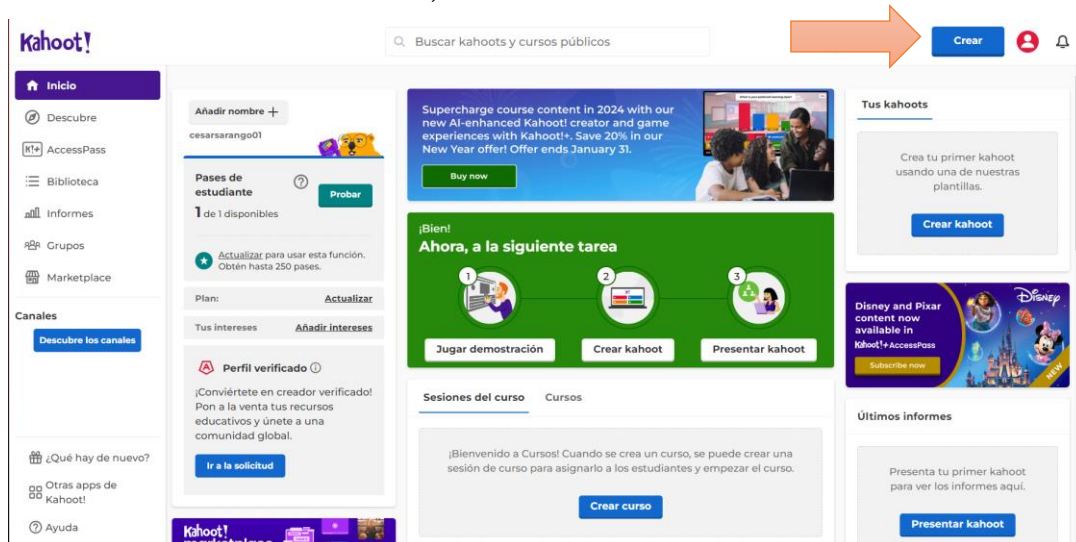 Kahoot!
Buscar kahoots y cursos públicos
Crear
Inicio
Descubre
K!+ AccessPass
Biblioteca
Informes
Grupos
Marketplace
Canales
Descubre los canales
¿Qué hay de nuevo?
Otras apps de
Kahoot!
Ayuda
Añadir nombre +
cesarsarango01
Pases de
estudiante
Probar
1 de 1 disponibles
Actualizar para usar esta función.
Obtén hasta 250 pases.
Plan: Actualizar
Tus intereses Añadir intereses
Perfil verificado
¡Conviértete en creador verificado!
Pon a la venta tus recursos
educativos y únete a una
comunidad global.
Ir a la solicitud
Kahoot!
marketplace
Supercharge course content in 2024 with our
new AI-enhanced Kahoot! creator and game
experiences with Kahoot!+. Save 20% in our
New Year offer! Offer ends January 31.
Buy now
¡Bien!
Ahora, a la siguiente tarea
1 2 3
Jugar demostración Crear kahoot Presentar kahoot
Sesiones del curso Cursos
¡Bienvenido a Cursos! Cuando se crea un curso, se puede crear una
sesión de curso para asignarlo a los estudiantes y empezar el curso.
Crear curso
Tus kahoots
Crea tu primer kahoot
usando una de nuestras
plantillas.
Crear kahoot
Disney and Pixar
content now
available in
Kahoot!+ AccessPass
Subscribe now
Disney
NEW
Últimos informes
Presenta tu primer kahoot
para ver los informes aquí.
Presentar kahoot